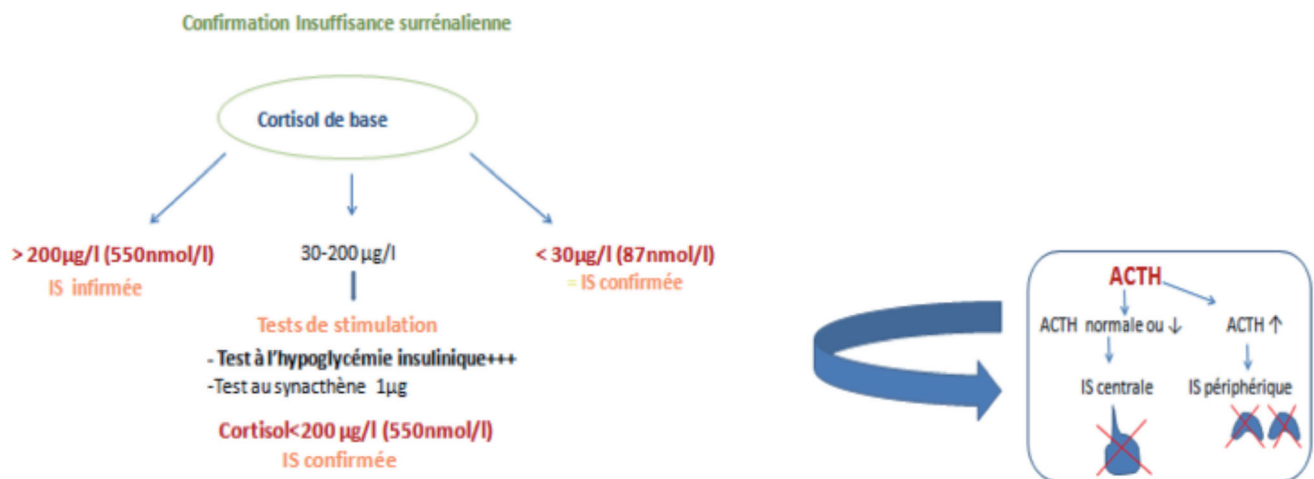 Confirmation Insuffisance surrénalienne
Cortisol de base
> 200µg/l (550nmol/l)
IS infirmée
30-200 µg/l
< 30µg/l (87nmol/l)
= IS confirmée
Tests de stimulation
- Test à l'hypoglycémie insulinique+++
-Test au synacthène 1µg
Cortisol<200 µg/l (550nmol/l)
IS confirmée
ACTH
ACTH normale ou ↓
ACTH ↑
IS centrale
IS périphérique